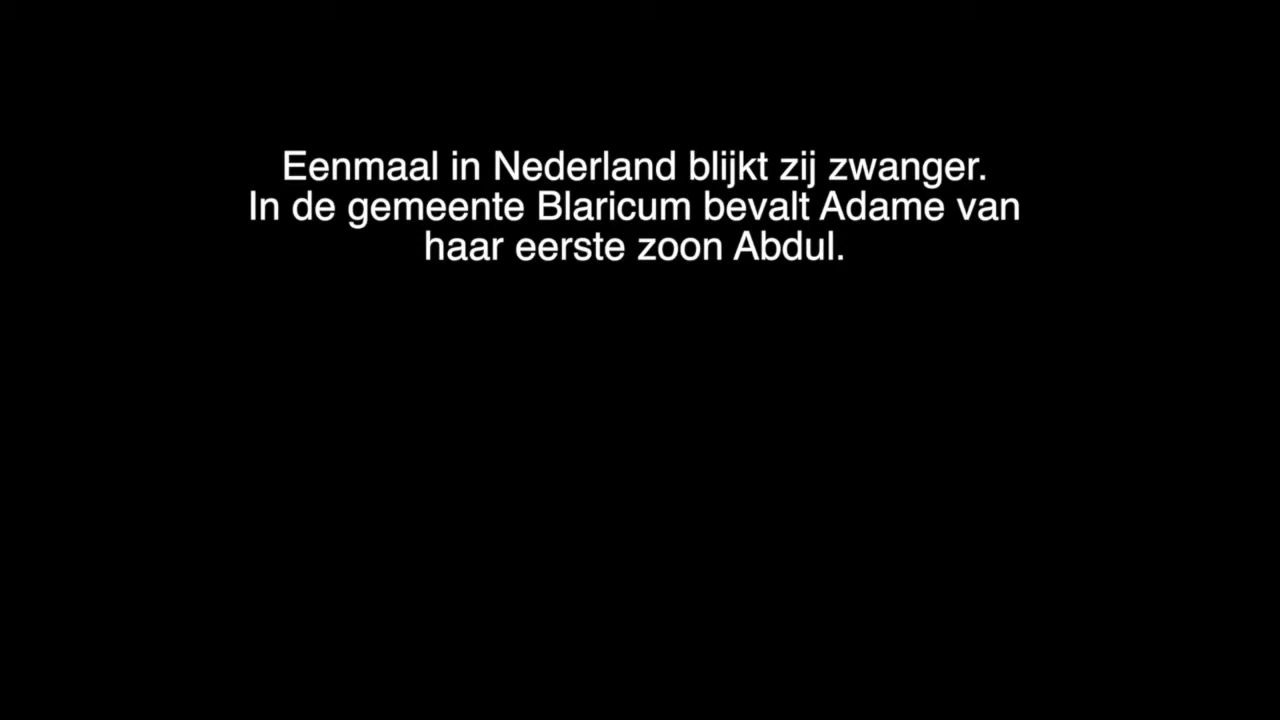 Eenmaal in Nederland blijkt zij zwanger.
In de gemeente Blaricum bevalt Adame van
haar eerste zoon Abdul.